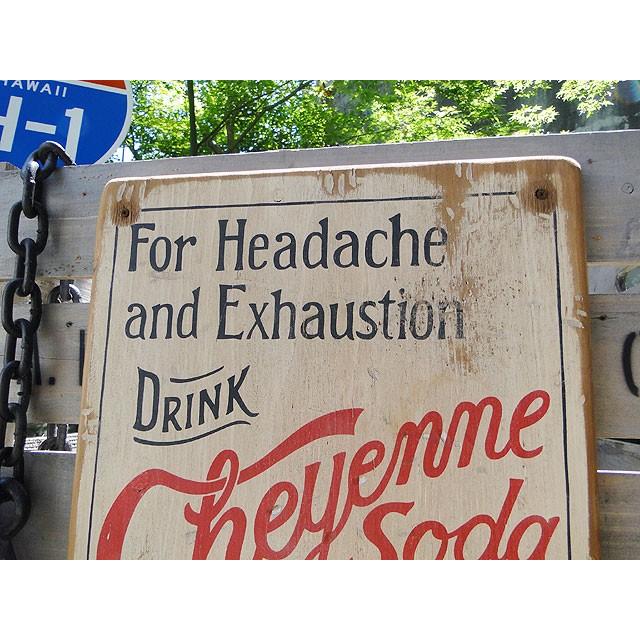 HAWAII
H-1
For Headache
and Exhaustion
DRINK
Cheyenne
Soda